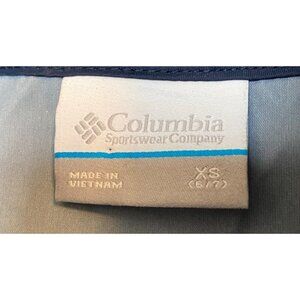 Columbia
Sportswear Company
MADE IN
VIETNAM
XS
(6/7)